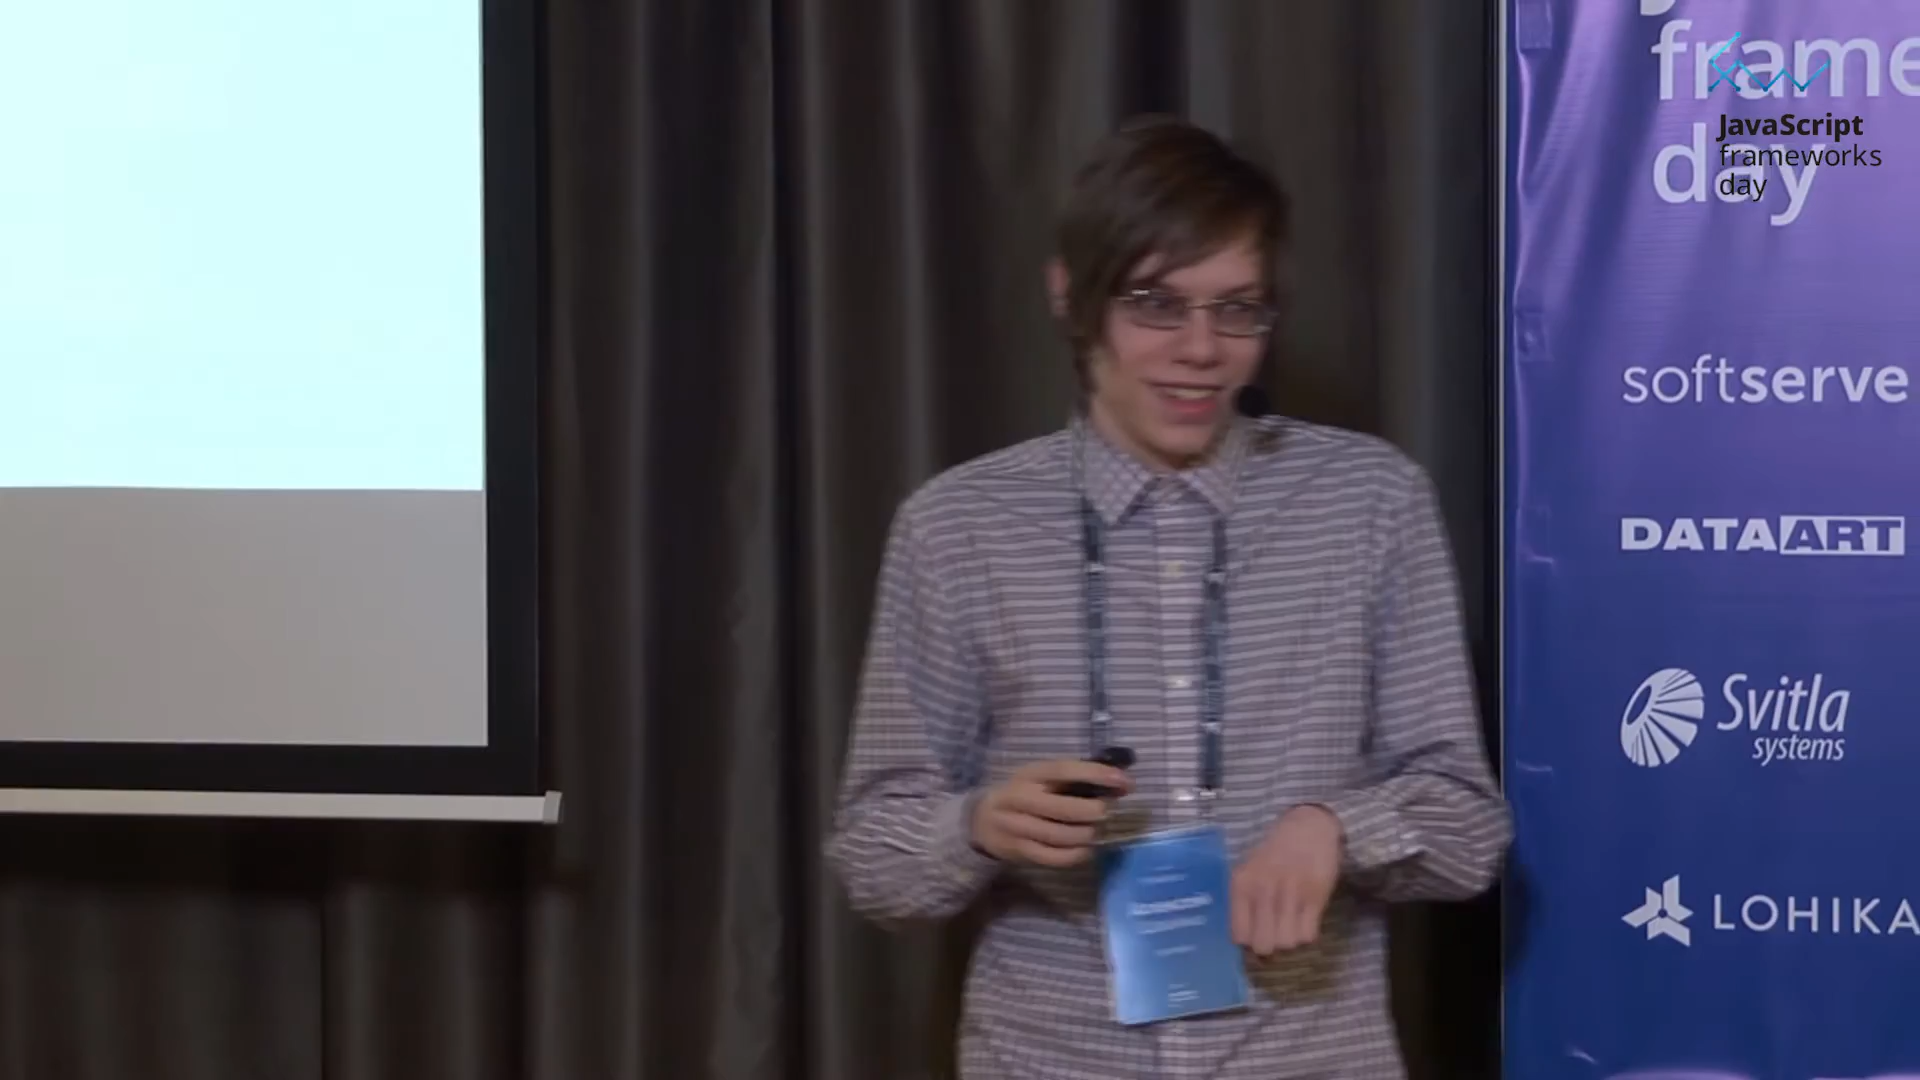 frame
day
JavaScript
frameworks
day
softserve
DATAART
Svitla
systems
LOHIKA